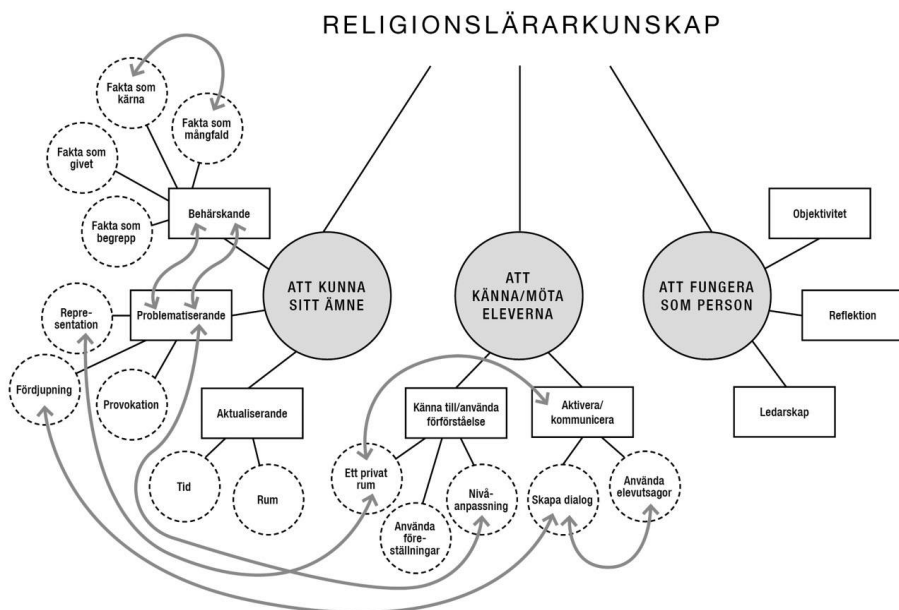 RELIGIONSLÄRARKUNSKAP
Fakta som
kärna
Fakta som
mångfald
Fakta som
givet
Fakta som
begrepp
Behärskande
Objektivitet
ATT KUNNA
SITT ÄMNE
ATT
KÄNNA/MÖTA
ELEVERNA
ATT FUNGERA
SOM PERSON
Repre-
sentation
Problematiserande
Reflektion
Fördjupning
Provokation
Aktualiserande
Känna till/använda
förförståelse
Aktivera/
kommunicera
Ledarskap
Tid
Rum
Ett privat
rum
Använda
före-
ställningar
Nivå-
anpassning
Skapa dialog
Använda
elevutsagor